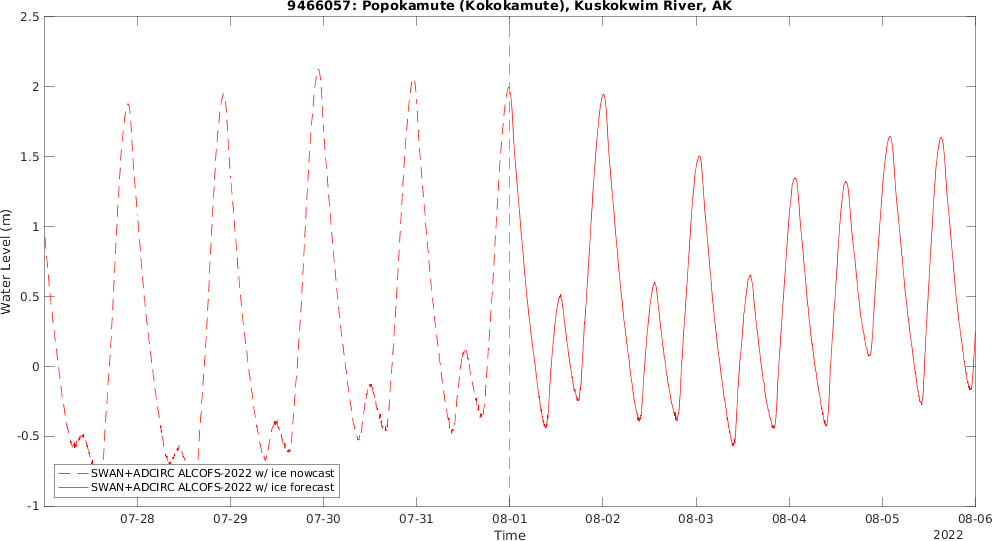 9466057: Popokamute (Kokokamute), Kuskokwim River, AK
2.5
2
1.5
1
0.5
0
-0.5
-1
Water Level (m)
SWAN+ADCIRC ALCOFS-2022 w/ ice nowcast
SWAN+ADCIRC ALCOFS-2022 w/ ice forecast
07-28 07-29 07-30 07-31 08-01 08-02 08-03 08-04 08-05 08-06
Time
2022